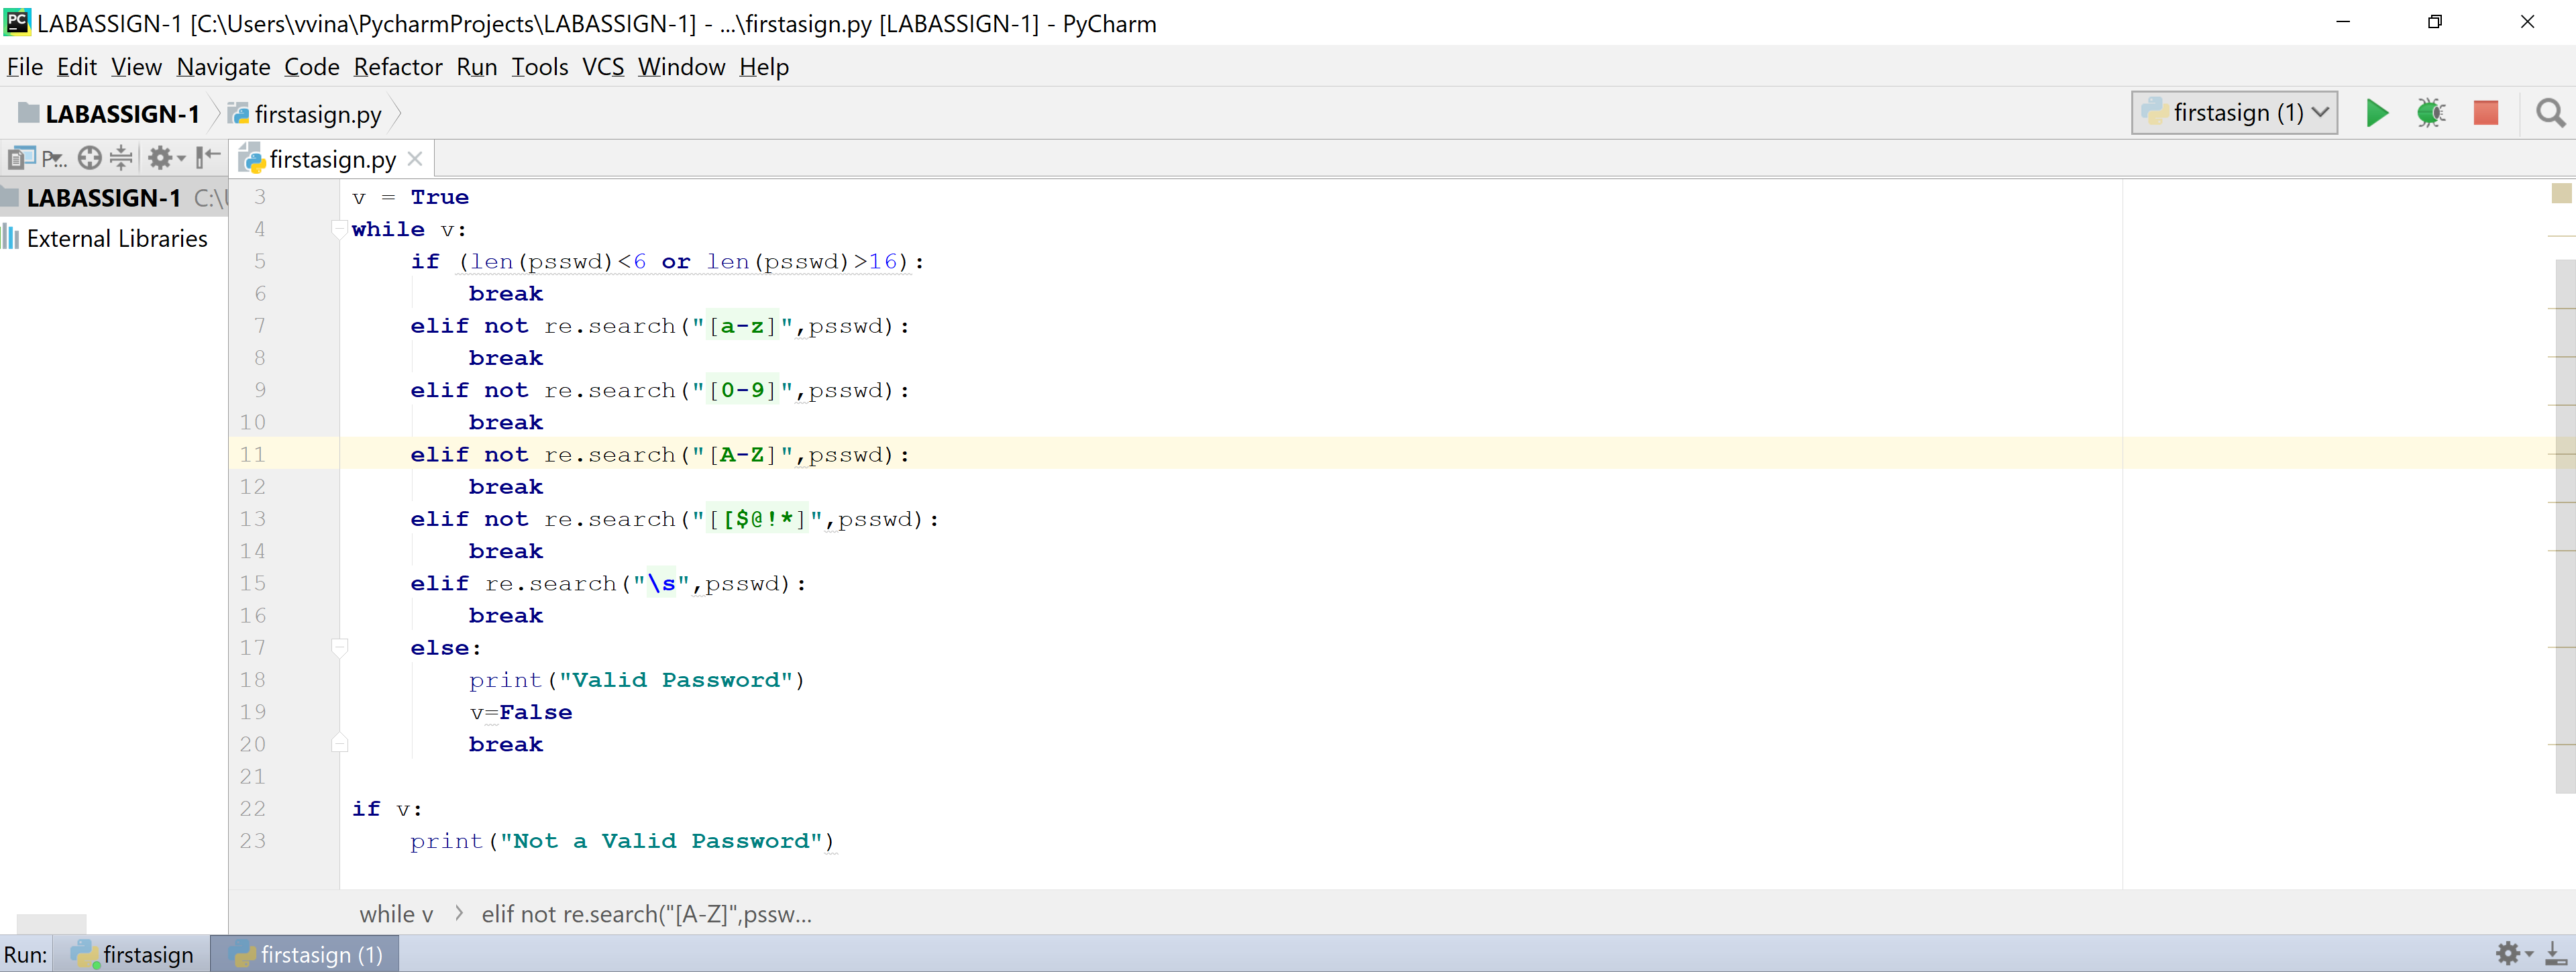 LABASSIGN-1 [C:\Users\vvina\PycharmProjects\LABASSIGN-1] - ...\firstasign.py [LABASSIGN-1] - PyCharm
File Edit View Navigate Code Refactor Run Tools VCS Window Help
LABASSIGN-1 firstasign.py firstasign (1)
P... firstasign.py
LABASSIGN-1 C:\
External Libraries
3 v = True
4 while v:
5     if (len(psswd)<6 or len(psswd)>16):
6         break
7     elif not re.search("[a-z]",psswd):
8         break
9     elif not re.search("[0-9]",psswd):
10         break
11     elif not re.search("[A-Z]",psswd):
12         break
13     elif not re.search("[[$@!*]",psswd):
14         break
15     elif re.search("\s",psswd):
16         break
17     else:
18         print("Valid Password")
19         v=False
20         break
21
22 if v:
23     print("Not a Valid Password")
while v > elif not re.search("[A-Z]",pssw...
Run: firstasign firstasign (1)